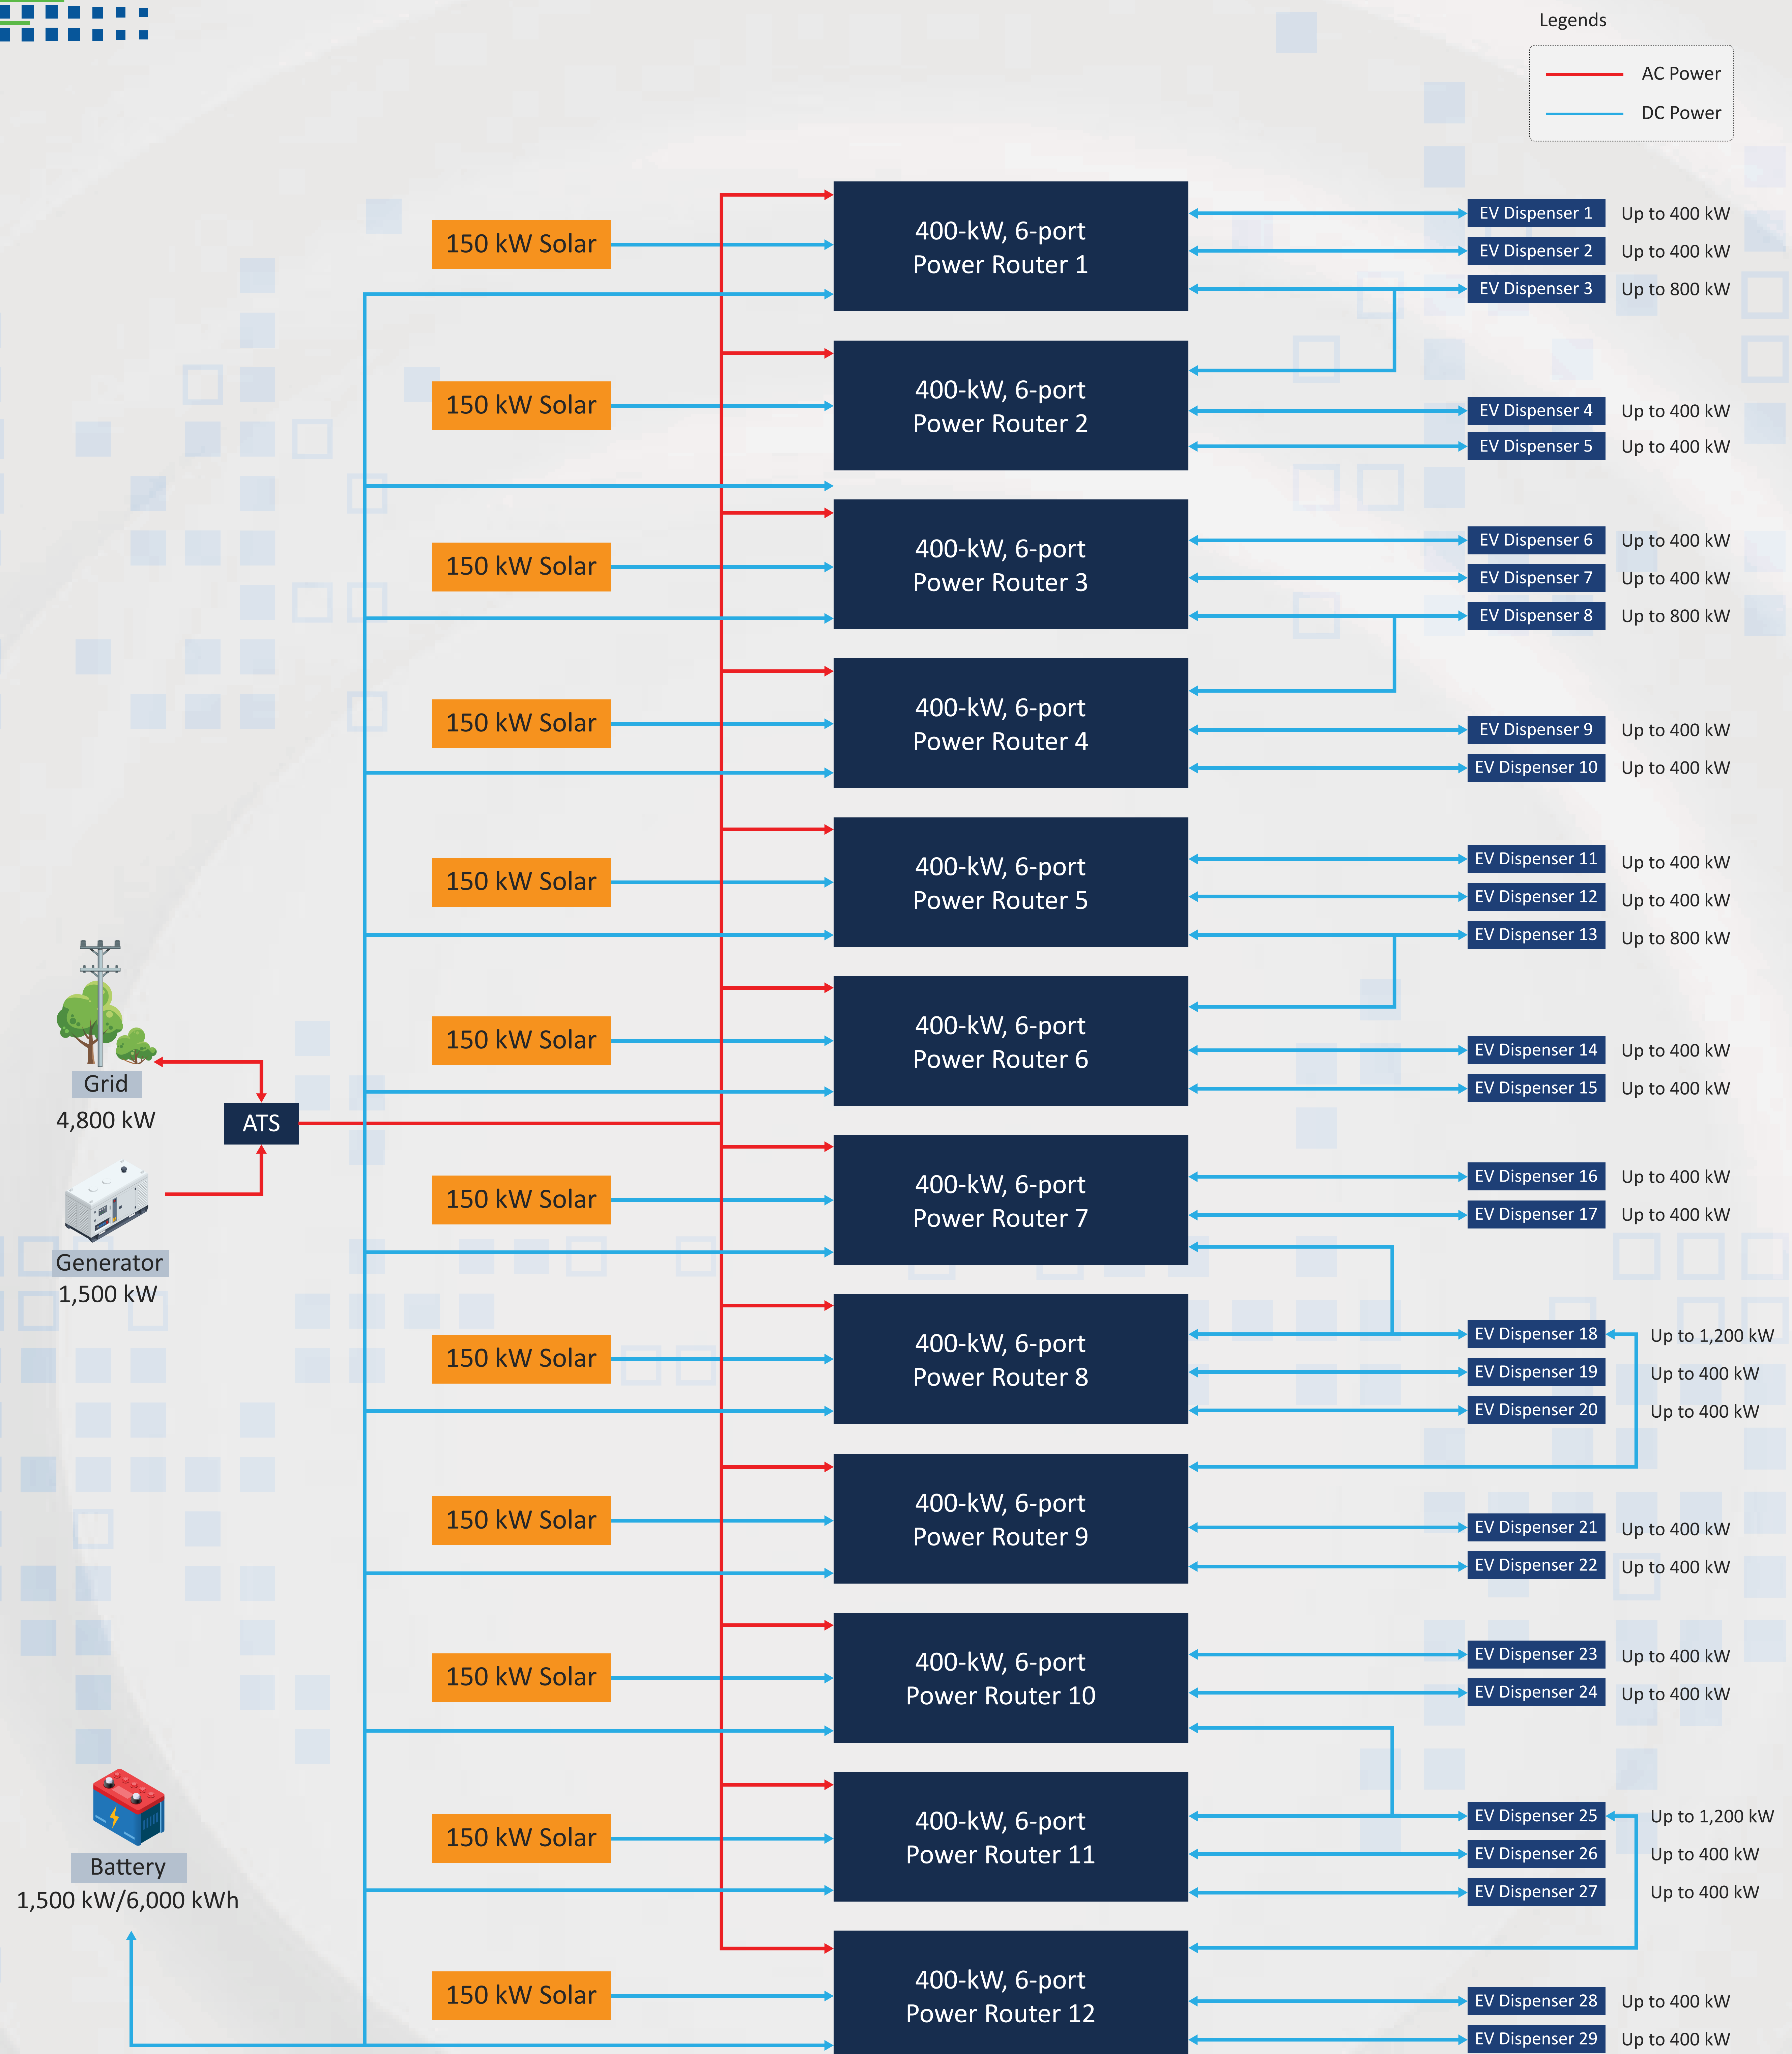 Legends
AC Power
DC Power
150 kW Solar
400-kW, 6-port
Power Router 1
EV Dispenser 1 Up to 400 kW
EV Dispenser 2 Up to 400 kW
EV Dispenser 3 Up to 800 kW
150 kW Solar
400-kW, 6-port
Power Router 2
EV Dispenser 4 Up to 400 kW
EV Dispenser 5 Up to 400 kW
150 kW Solar
400-kW, 6-port
Power Router 3
EV Dispenser 6 Up to 400 kW
EV Dispenser 7 Up to 400 kW
EV Dispenser 8 Up to 800 kW
150 kW Solar
400-kW, 6-port
Power Router 4
EV Dispenser 9 Up to 400 kW
EV Dispenser 10 Up to 400 kW
150 kW Solar
400-kW, 6-port
Power Router 5
EV Dispenser 11 Up to 400 kW
EV Dispenser 12 Up to 400 kW
EV Dispenser 13 Up to 800 kW
Grid
4,800 kW
ATS
150 kW Solar
400-kW, 6-port
Power Router 6
EV Dispenser 14 Up to 400 kW
EV Dispenser 15 Up to 400 kW
Generator
1,500 kW
150 kW Solar
400-kW, 6-port
Power Router 7
EV Dispenser 16 Up to 400 kW
EV Dispenser 17 Up to 400 kW
150 kW Solar
400-kW, 6-port
Power Router 8
EV Dispenser 18 Up to 1,200 kW
EV Dispenser 19 Up to 400 kW
EV Dispenser 20 Up to 400 kW
150 kW Solar
400-kW, 6-port
Power Router 9
EV Dispenser 21 Up to 400 kW
EV Dispenser 22 Up to 400 kW
150 kW Solar
400-kW, 6-port
Power Router 10
EV Dispenser 23 Up to 400 kW
EV Dispenser 24 Up to 400 kW
Battery
1,500 kW/6,000 kWh
150 kW Solar
400-kW, 6-port
Power Router 11
EV Dispenser 25 Up to 1,200 kW
EV Dispenser 26 Up to 400 kW
EV Dispenser 27 Up to 400 kW
150 kW Solar
400-kW, 6-port
Power Router 12
EV Dispenser 28 Up to 400 kW
EV Dispenser 29 Up to 400 kW